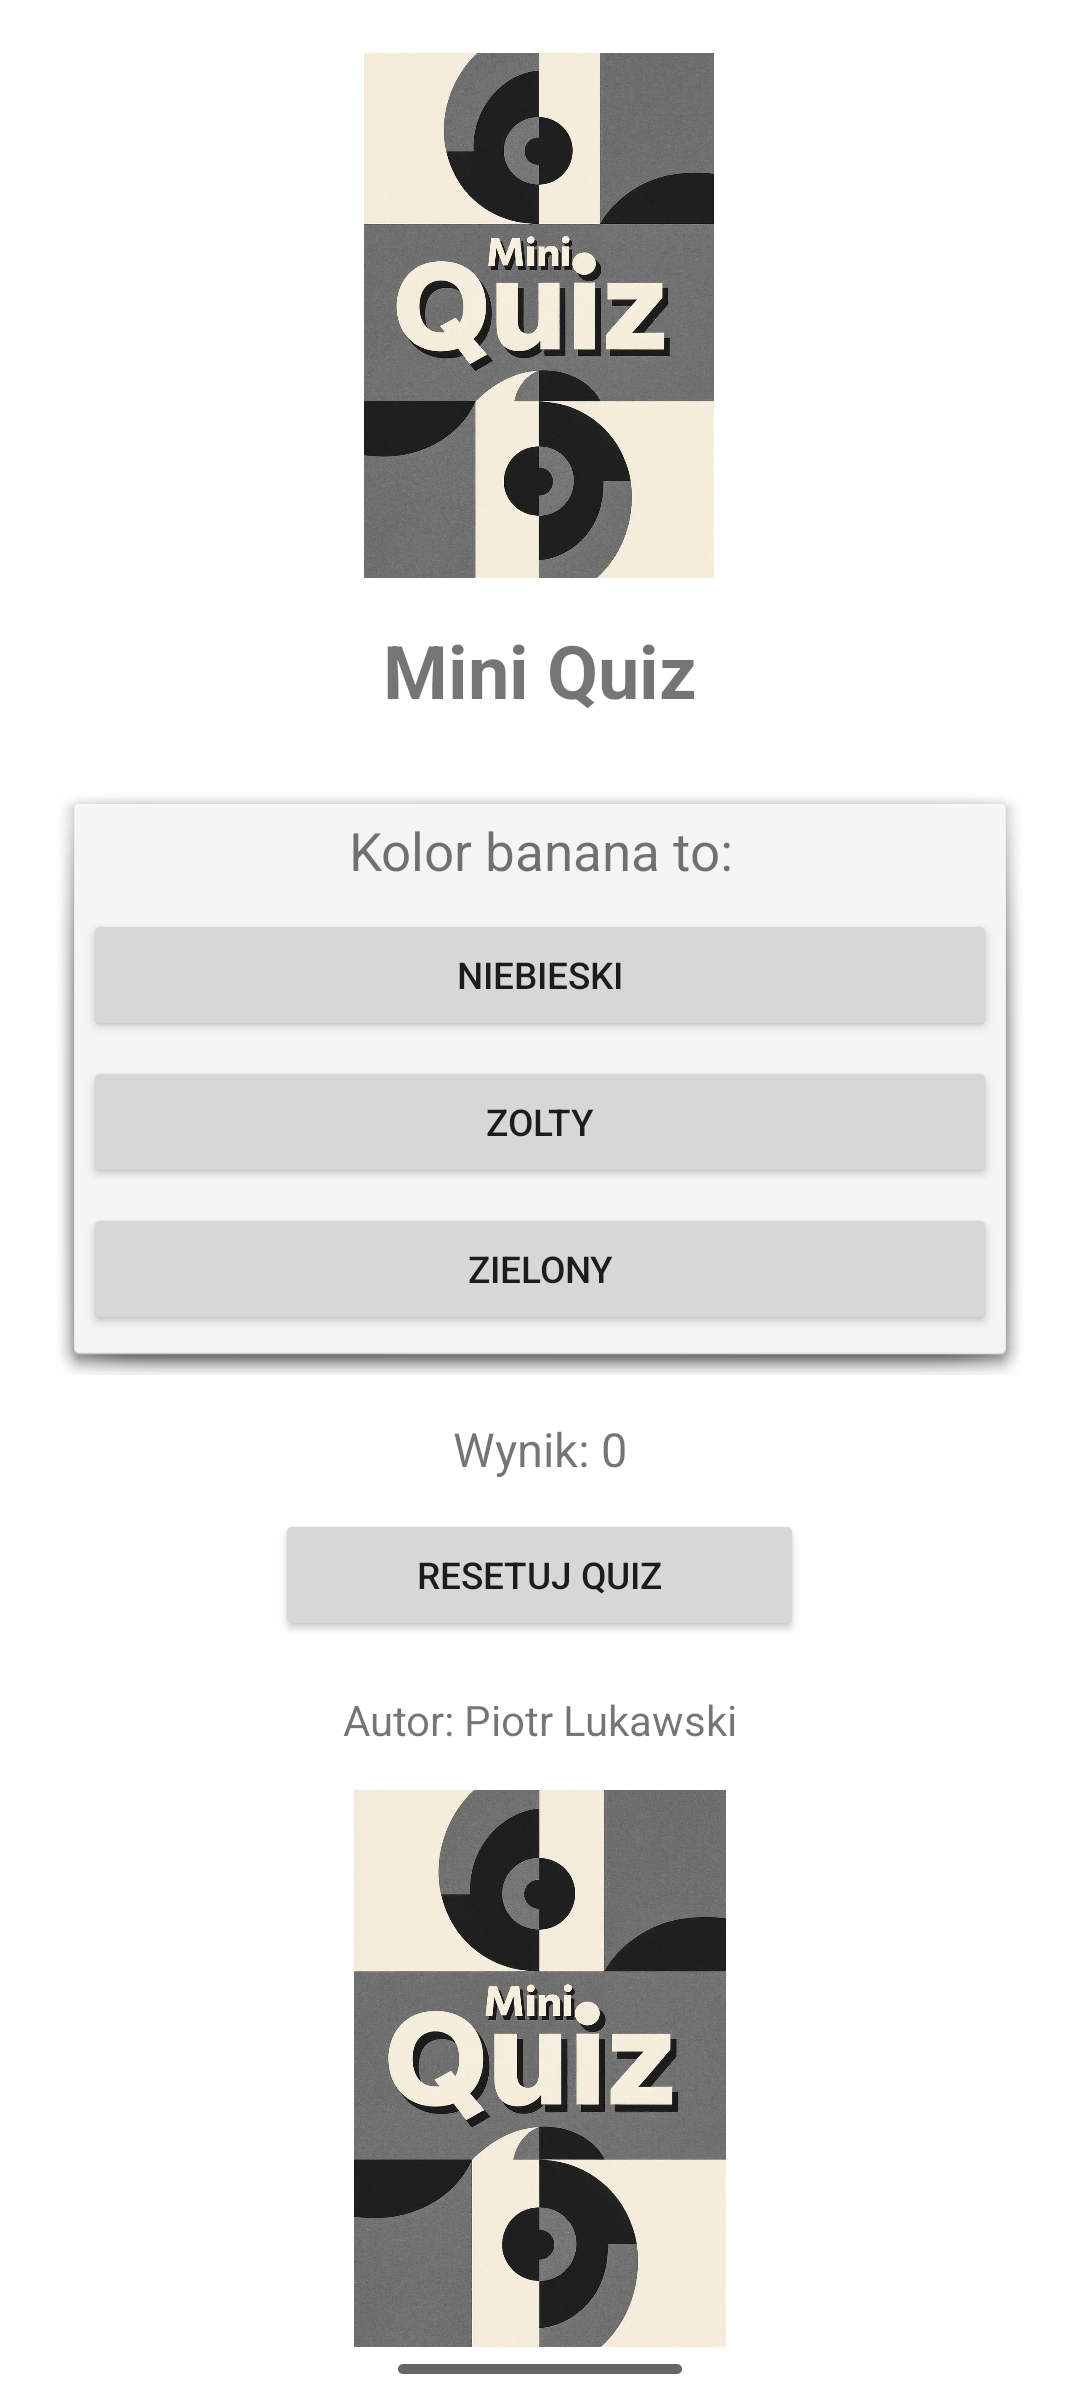 Mini
Quiz
Mini Quiz
Kolor banana to:
NIEBIESKI
ZOLTY
ZIELONY
Wynik: 0
RESETUJ QUIZ
Autor: Piotr Lukawski
Mini
Quiz